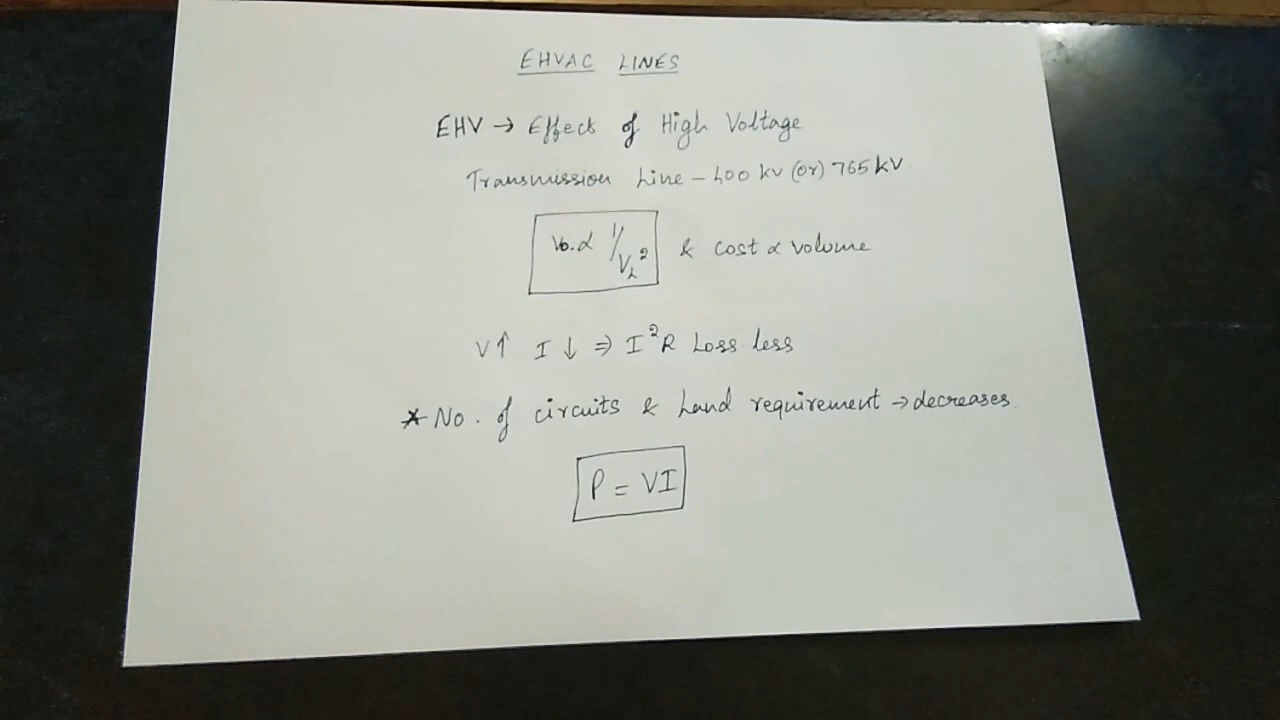 EHVAC LINES
EHV → Effect of High Voltage
Transmission Line - 400 kv (or) 765 kV.
Vo. ∝ 1/V_L² & cost ∝ volume
V↑ I↓ ⇒ I²R Loss less
* No. of circuits & Land requirement → decreases.
P = VI